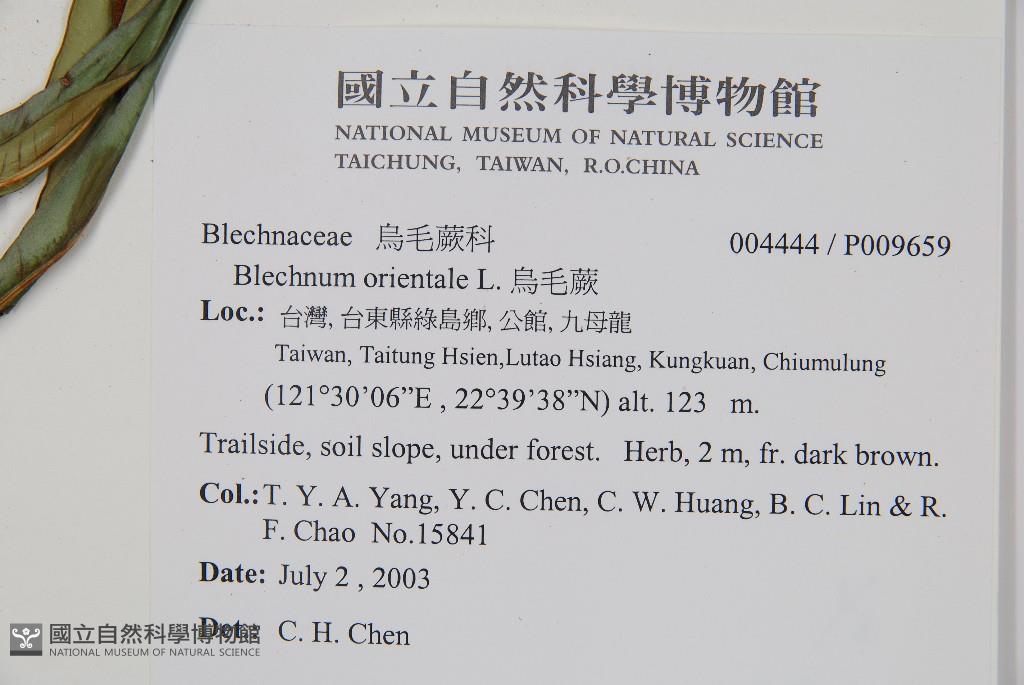 國立自然科學博物館
NATIONAL MUSEUM OF NATURAL SCIENCE
TAICHUNG, TAIWAN, R.O.CHINA
Blechnaceae 烏毛蕨科 004444 / P009659
Blechnum orientale L. 烏毛蕨
Loc.: 台灣, 台東縣綠島鄉, 公館, 九母龍
Taiwan, Taitung Hsien,Lutao Hsiang, Kungkuan, Chiumulung
(121°30’06”E , 22°39’38”N) alt. 123 m.
Trailside, soil slope, under forest. Herb, 2 m, fr. dark brown.
Col.: T. Y. A. Yang, Y. C. Chen, C. W. Huang, B. C. Lin & R.
F. Chao No.15841
Date: July 2 , 2003
Det.: C. H. Chen
國立自然科學博物館
NATIONAL MUSEUM OF NATURAL SCIENCE